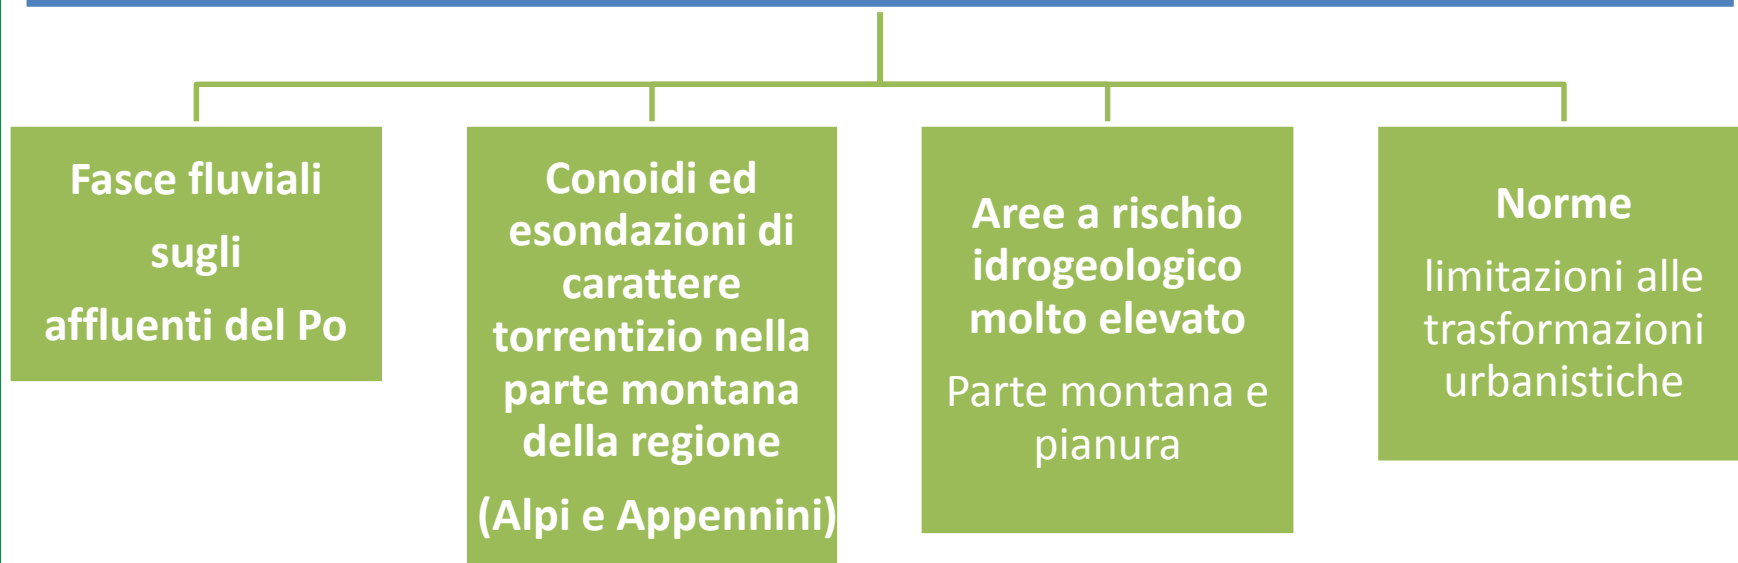 Fasce fluviali
sugli
affluenti del Po
Conoidi ed
esondazioni di
carattere
torrentizio nella
parte montana
della regione
(Alpi e Appennini)
Aree a rischio
idrogeologico
molto elevato
Parte montana e
pianura
Norme
limitazioni alle
trasformazioni
urbanistiche